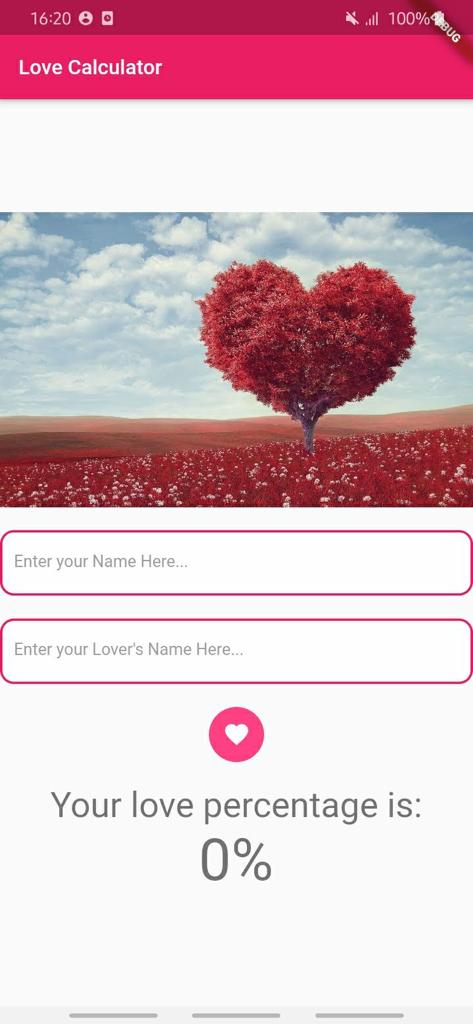 16:20
100%
Love Calculator
Enter your Name Here...
Enter your Lover's Name Here...
Your love percentage is:
0%